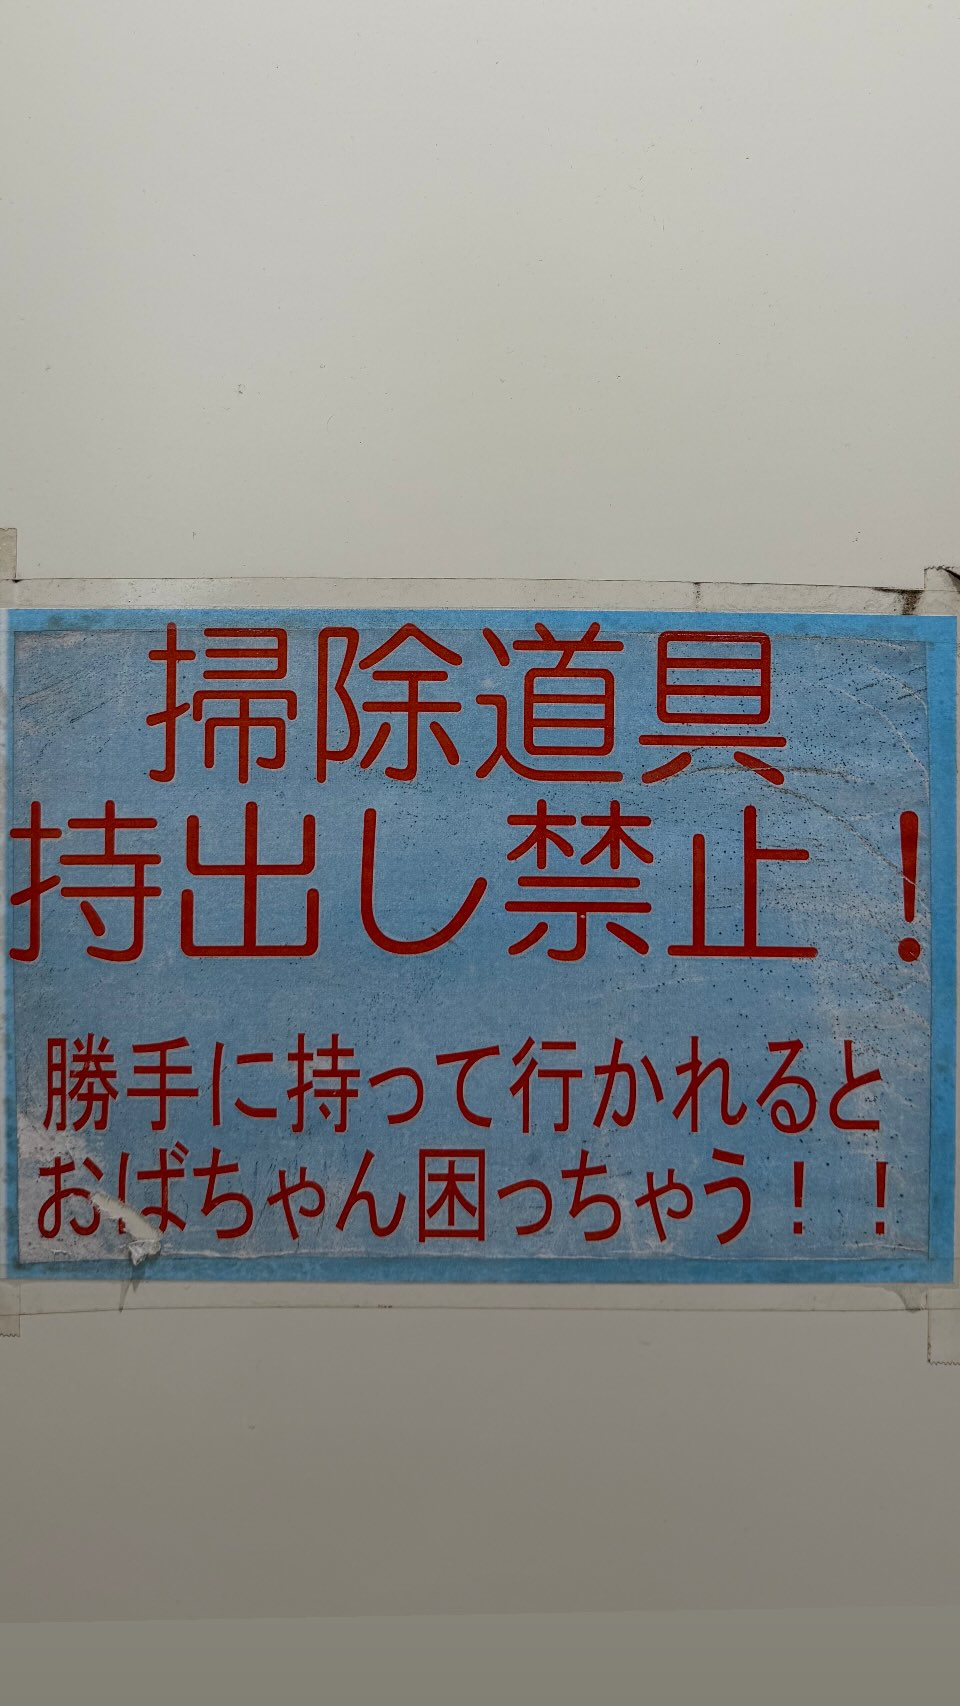 掃除道具
持出し禁止！
勝手に持って行かれると
おばちゃん困っちゃう！！